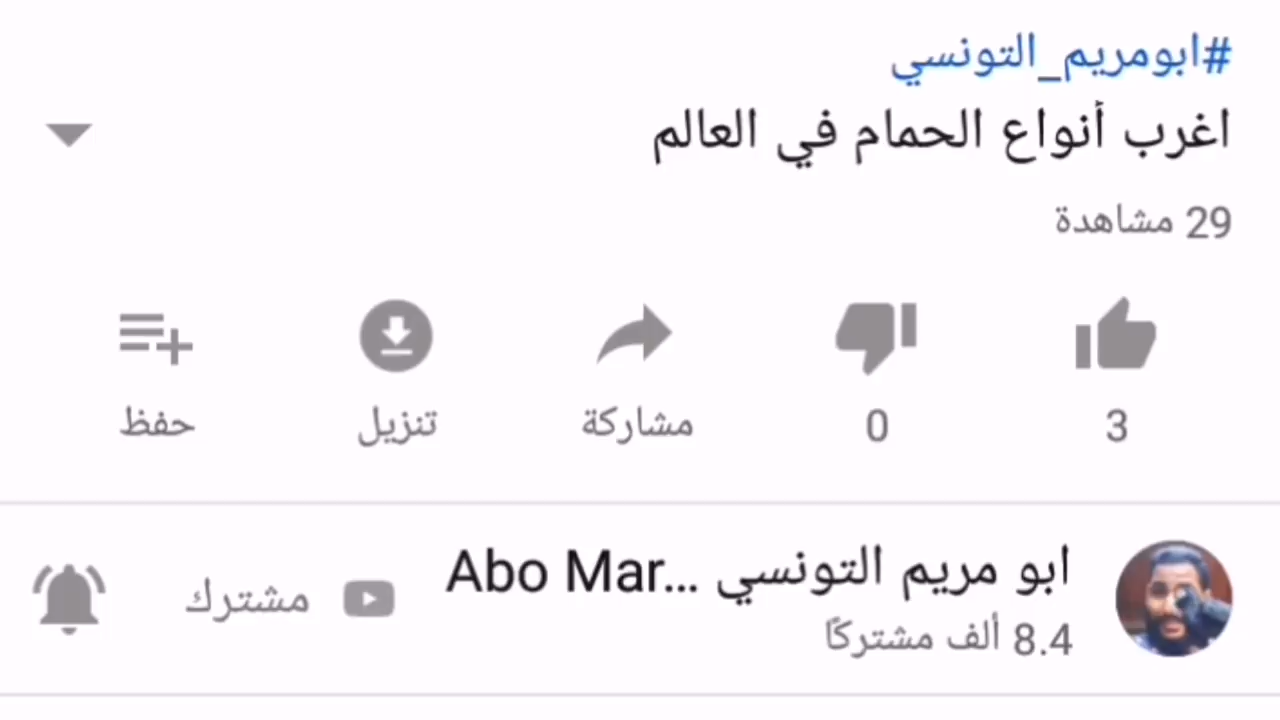 #ابومريم_التونسي
اغرب أنواع الحمام في العالم
29 مشاهدة
3
0
مشاركة
تنزيل
حفظ
ابو مريم التونسي Abo Mar...
8.4 ألف مشتركًا
مشترك